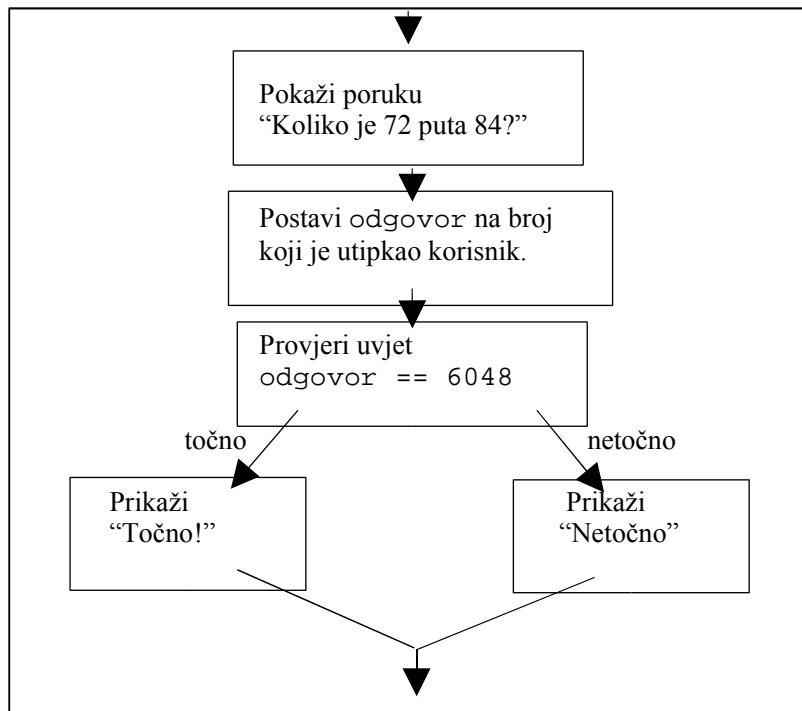 Pokaži poruku
“Koliko je 72 puta 84?”
Postavi odgovor na broj
koji je utipkao korisnik.
Provjeri uvjet
odgovor == 6048
točno
netočno
Prikaži
“Točno!”
Prikaži
“Netočno”